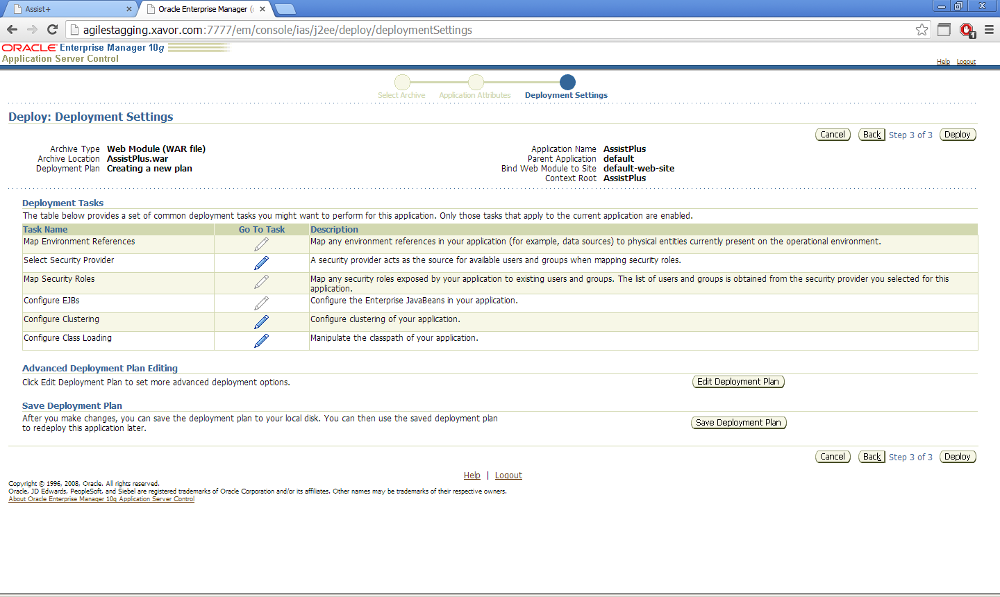 Assist+
Oracle Enterprise Manager (
agilestagging.xavor.com:7777/em/console/ias/j2ee/deploy/deploymentSettings
1
ORACLE Enterprise Manager 10g
Application Server Control
Help Logout
Select Archive Application Attributes Deployment Settings
Deploy: Deployment Settings
Cancel Back Step 3 of 3 Deploy
Archive Type Web Module (WAR file)
Archive Location AssistPlus.war
Deployment Plan Creating a new plan
Application Name AssistPlus
Parent Application default
Bind Web Module to Site default-web-site
Context Root AssistPlus
Deployment Tasks
The table below provides a set of common deployment tasks you might want to perform for this application. Only those tasks that apply to the current application are enabled.
Task Name Go To Task Description
Map Environment References Map any environment references in your application (for example, data sources) to physical entities currently present on the operational environment.
Select Security Provider A security provider acts as the source for available users and groups when mapping security roles.
Map Security Roles Map any security roles exposed by your application to existing users and groups. The list of users and groups is obtained from the security provider you selected for this
application.
Configure EJBs Configure the Enterprise JavaBeans in your application.
Configure Clustering Configure clustering of your application.
Configure Class Loading Manipulate the classpath of your application.
Advanced Deployment Plan Editing
Click Edit Deployment Plan to set more advanced deployment options. Edit Deployment Plan
Save Deployment Plan
After you make changes, you can save the deployment plan to your local disk. You can then use the saved deployment plan
to redeploy this application later.
Save Deployment Plan
Cancel Back Step 3 of 3 Deploy
Help | Logout
Copyright © 1996, 2008, Oracle. All rights reserved.
Oracle, JD Edwards, PeopleSoft, and Siebel are registered trademarks of Oracle Corporation and/or its affiliates. Other names may be trademarks of their respective owners.
About Oracle Enterprise Manager 10g Application Server Control